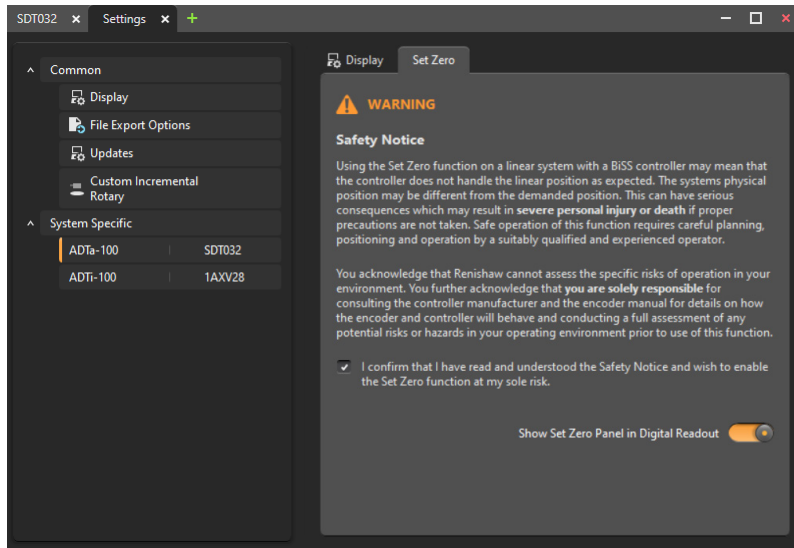 SDT032
Settings
Common
Display
File Export Options
Updates
Custom Incremental
Rotary
System Specific
ADTa-100 SDT032
ADTi-100 1AXV28
Display
Set Zero
WARNING
Safety Notice
Using the Set Zero function on a linear system with a BiSS controller may mean that
the controller does not handle the linear position as expected. The systems physical
position may be different from the demanded position. This can have serious
consequences which may result in severe personal injury or death if proper
precautions are not taken. Safe operation of this function requires careful planning,
positioning and operation by a suitably qualified and experienced operator.
You acknowledge that Renishaw cannot assess the specific risks of operation in your
environment. You further acknowledge that you are solely responsible for
consulting the controller manufacturer and the encoder manual for details on how
the encoder and controller will behave and conducting a full assessment of any
potential risks or hazards in your operating environment prior to use of this function.
I confirm that I have read and understood the Safety Notice and wish to enable
the Set Zero function at my sole risk.
Show Set Zero Panel in Digital Readout